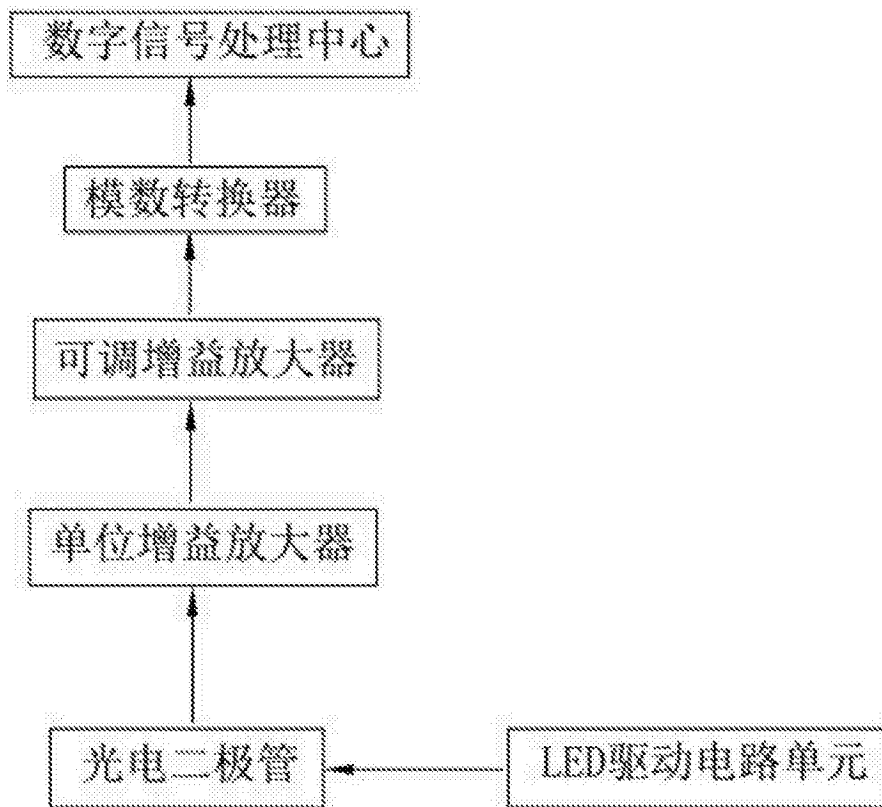 数字信号处理中心
模数转换器
可调增益放大器
单位增益放大器
光电二极管
LED驱动电路单元